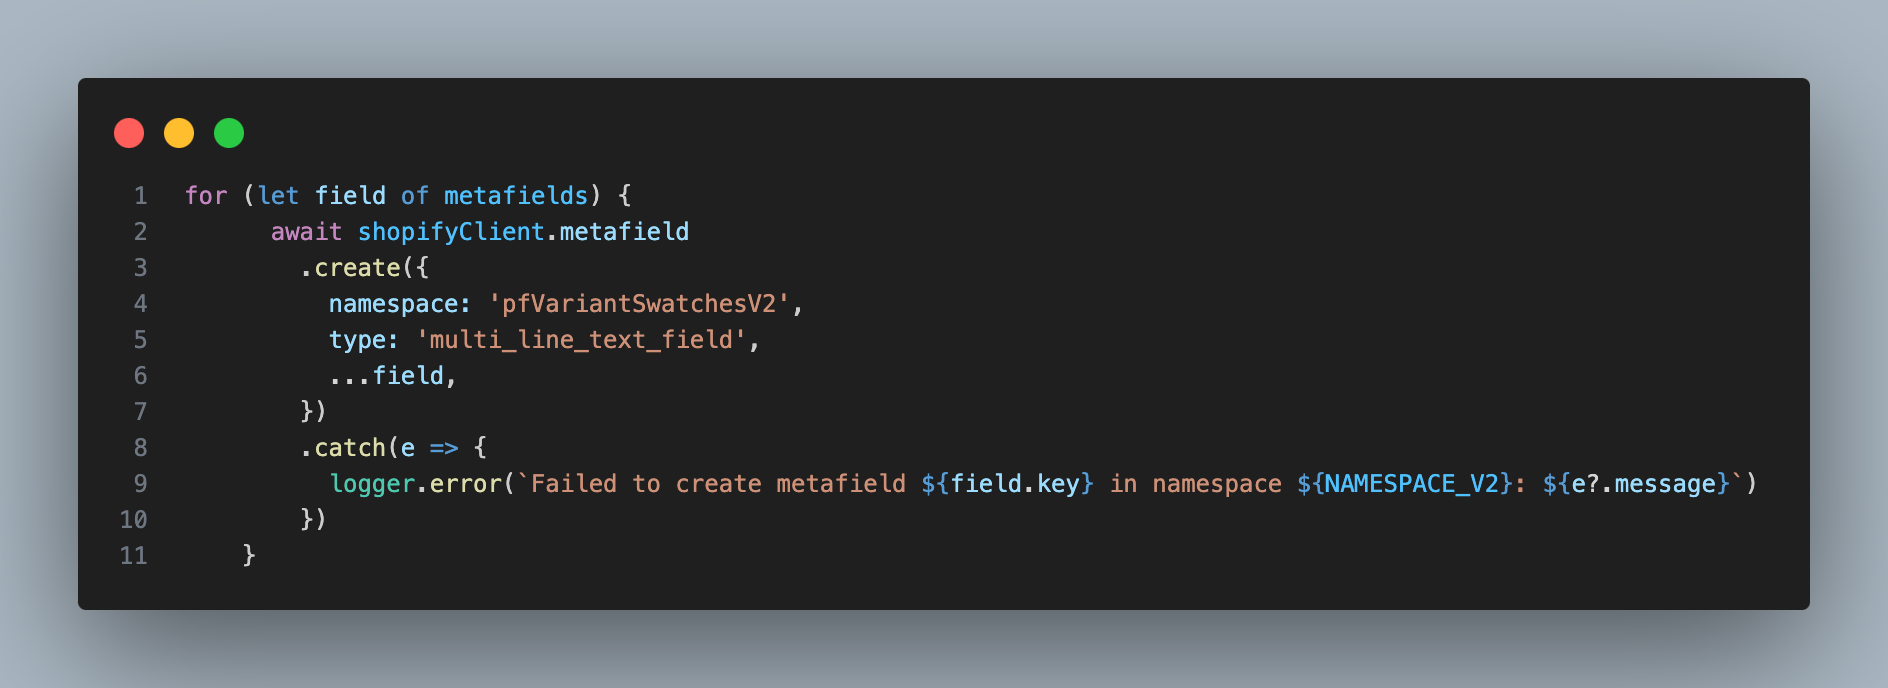 1 for (let field of metafields) {
2 await shopifyClient.metafield
3 .create({
4 namespace: 'pfVariantSwatchesV2',
5 type: 'multi_line_text_field',
6 ...field,
7 })
8 .catch(e => {
9 logger.error(`Failed to create metafield ${field.key} in namespace ${NAMESPACE_V2}: ${e?.message}`)
10 })
11 }